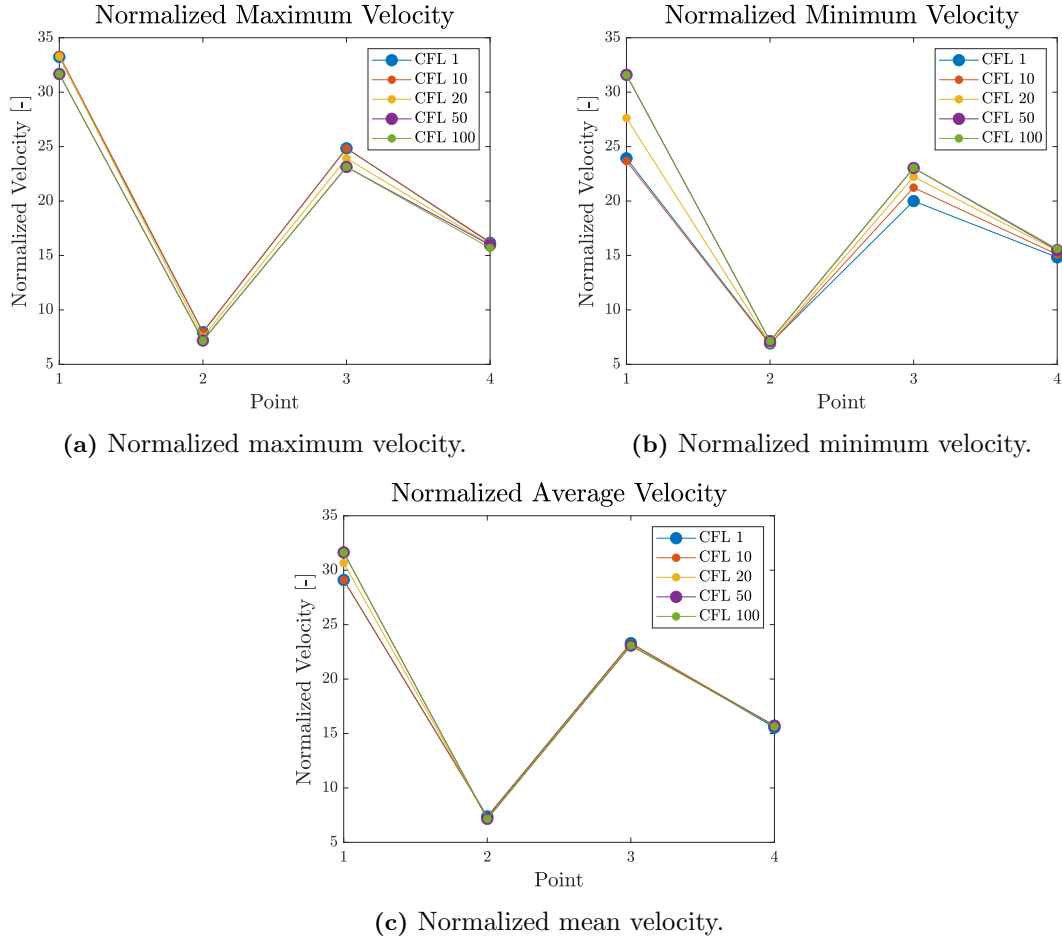 Normalized Maximum Velocity
35
30
25
20
15
10
5
Normalized Velocity [-]
CFL 1
CFL 10
CFL 20
CFL 50
CFL 100
1 2 3 4
Point
(a) Normalized maximum velocity.
Normalized Minimum Velocity
35
30
25
20
15
10
5
Normalized Velocity [-]
CFL 1
CFL 10
CFL 20
CFL 50
CFL 100
1 2 3 4
Point
(b) Normalized minimum velocity.
Normalized Average Velocity
35
30
25
20
15
10
5
Normalized Velocity [-]
CFL 1
CFL 10
CFL 20
CFL 50
CFL 100
1 2 3 4
Point
(c) Normalized mean velocity.